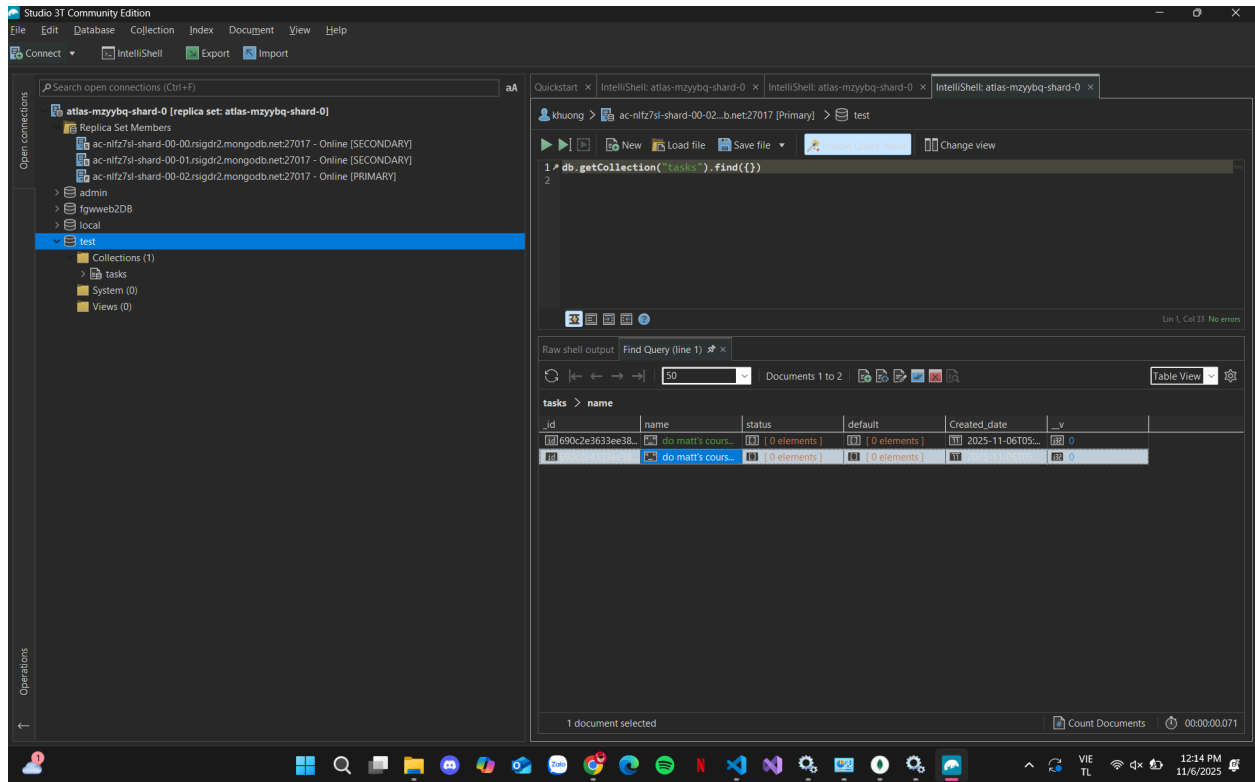 Studio 3T Community Edition
File Edit Database Collection Index Document View Help
Connect IntelliShell Export Import
Open connections
Search open connections (Ctrl+F) aA
atlas-mzyybq-shard-0 [replica set: atlas-mzyybq-shard-0]
Replica Set Members
ac-nlfz7sl-shard-00-00.rsigdr2.mongodb.net:27017 - Online [SECONDARY]
ac-nlfz7sl-shard-00-01.rsigdr2.mongodb.net:27017 - Online [SECONDARY]
ac-nlfz7sl-shard-00-02.rsigdr2.mongodb.net:27017 - Online [PRIMARY]
admin
fgwweb2DB
local
test
Collections (1)
tasks
System (0)
Views (0)
Operations
Quickstart IntelliShell: atlas-mzyybq-shard-0 IntelliShell: atlas-mzyybq-shard-0 IntelliShell: atlas-mzyybq-shard-0
khuong > ac-nlfz7sl-shard-00-02...b.net:27017 [Primary] > test
New Load file Save file Enable Query Assist Change view
1 db.getCollection("tasks").find({})
2
Lin 1, Col 33 No errors
Raw shell output Find Query (line 1)
50 Documents 1 to 2 Table View
tasks > name
_id name status default Created_date __v
690c2e3633ee38... do matt's cours... [ 0 elements ] [ 0 elements ] 2025-11-06T05:... 0
do matt's cours... [ 0 elements ] [ 0 elements ] 2025-11-06T05:... 0
1 document selected Count Documents 00:00:00.071
1 Zalo VIE 12:14 PM
TL 11/6/2025